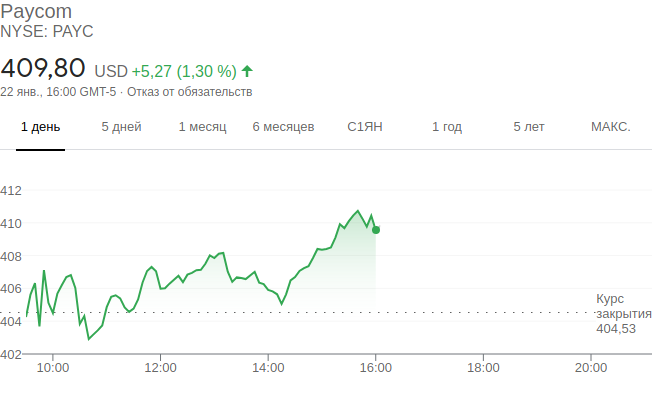 Paycom
NYSE: PAYC
409,80 USD +5,27 (1,30 %)
22 янв., 16:00 GMT-5 · Отказ от обязательств
1 день 5 дней 1 месяц 6 месяцев С1ЯН 1 год 5 лет МАКС.
412
410
408
406
Курс
закрытия
404
404,53
402
10:00 12:00 14:00 16:00 18:00 20:00